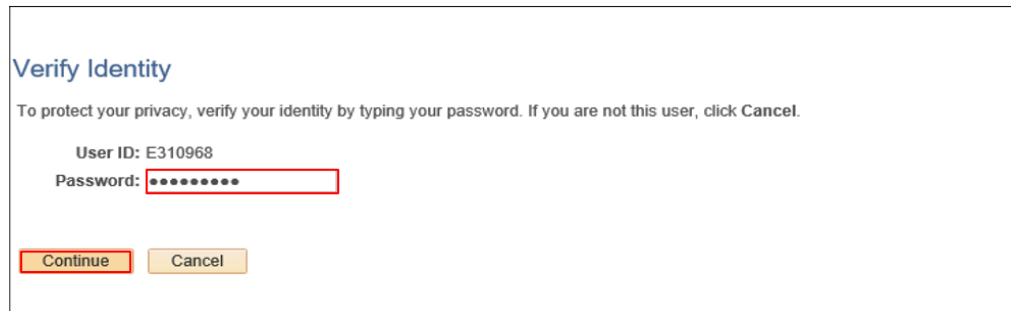 Verify Identity
To protect your privacy, verify your identity by typing your password. If you are not this user, click Cancel.
User ID: E310968
Password: •••••••••
Continue Cancel